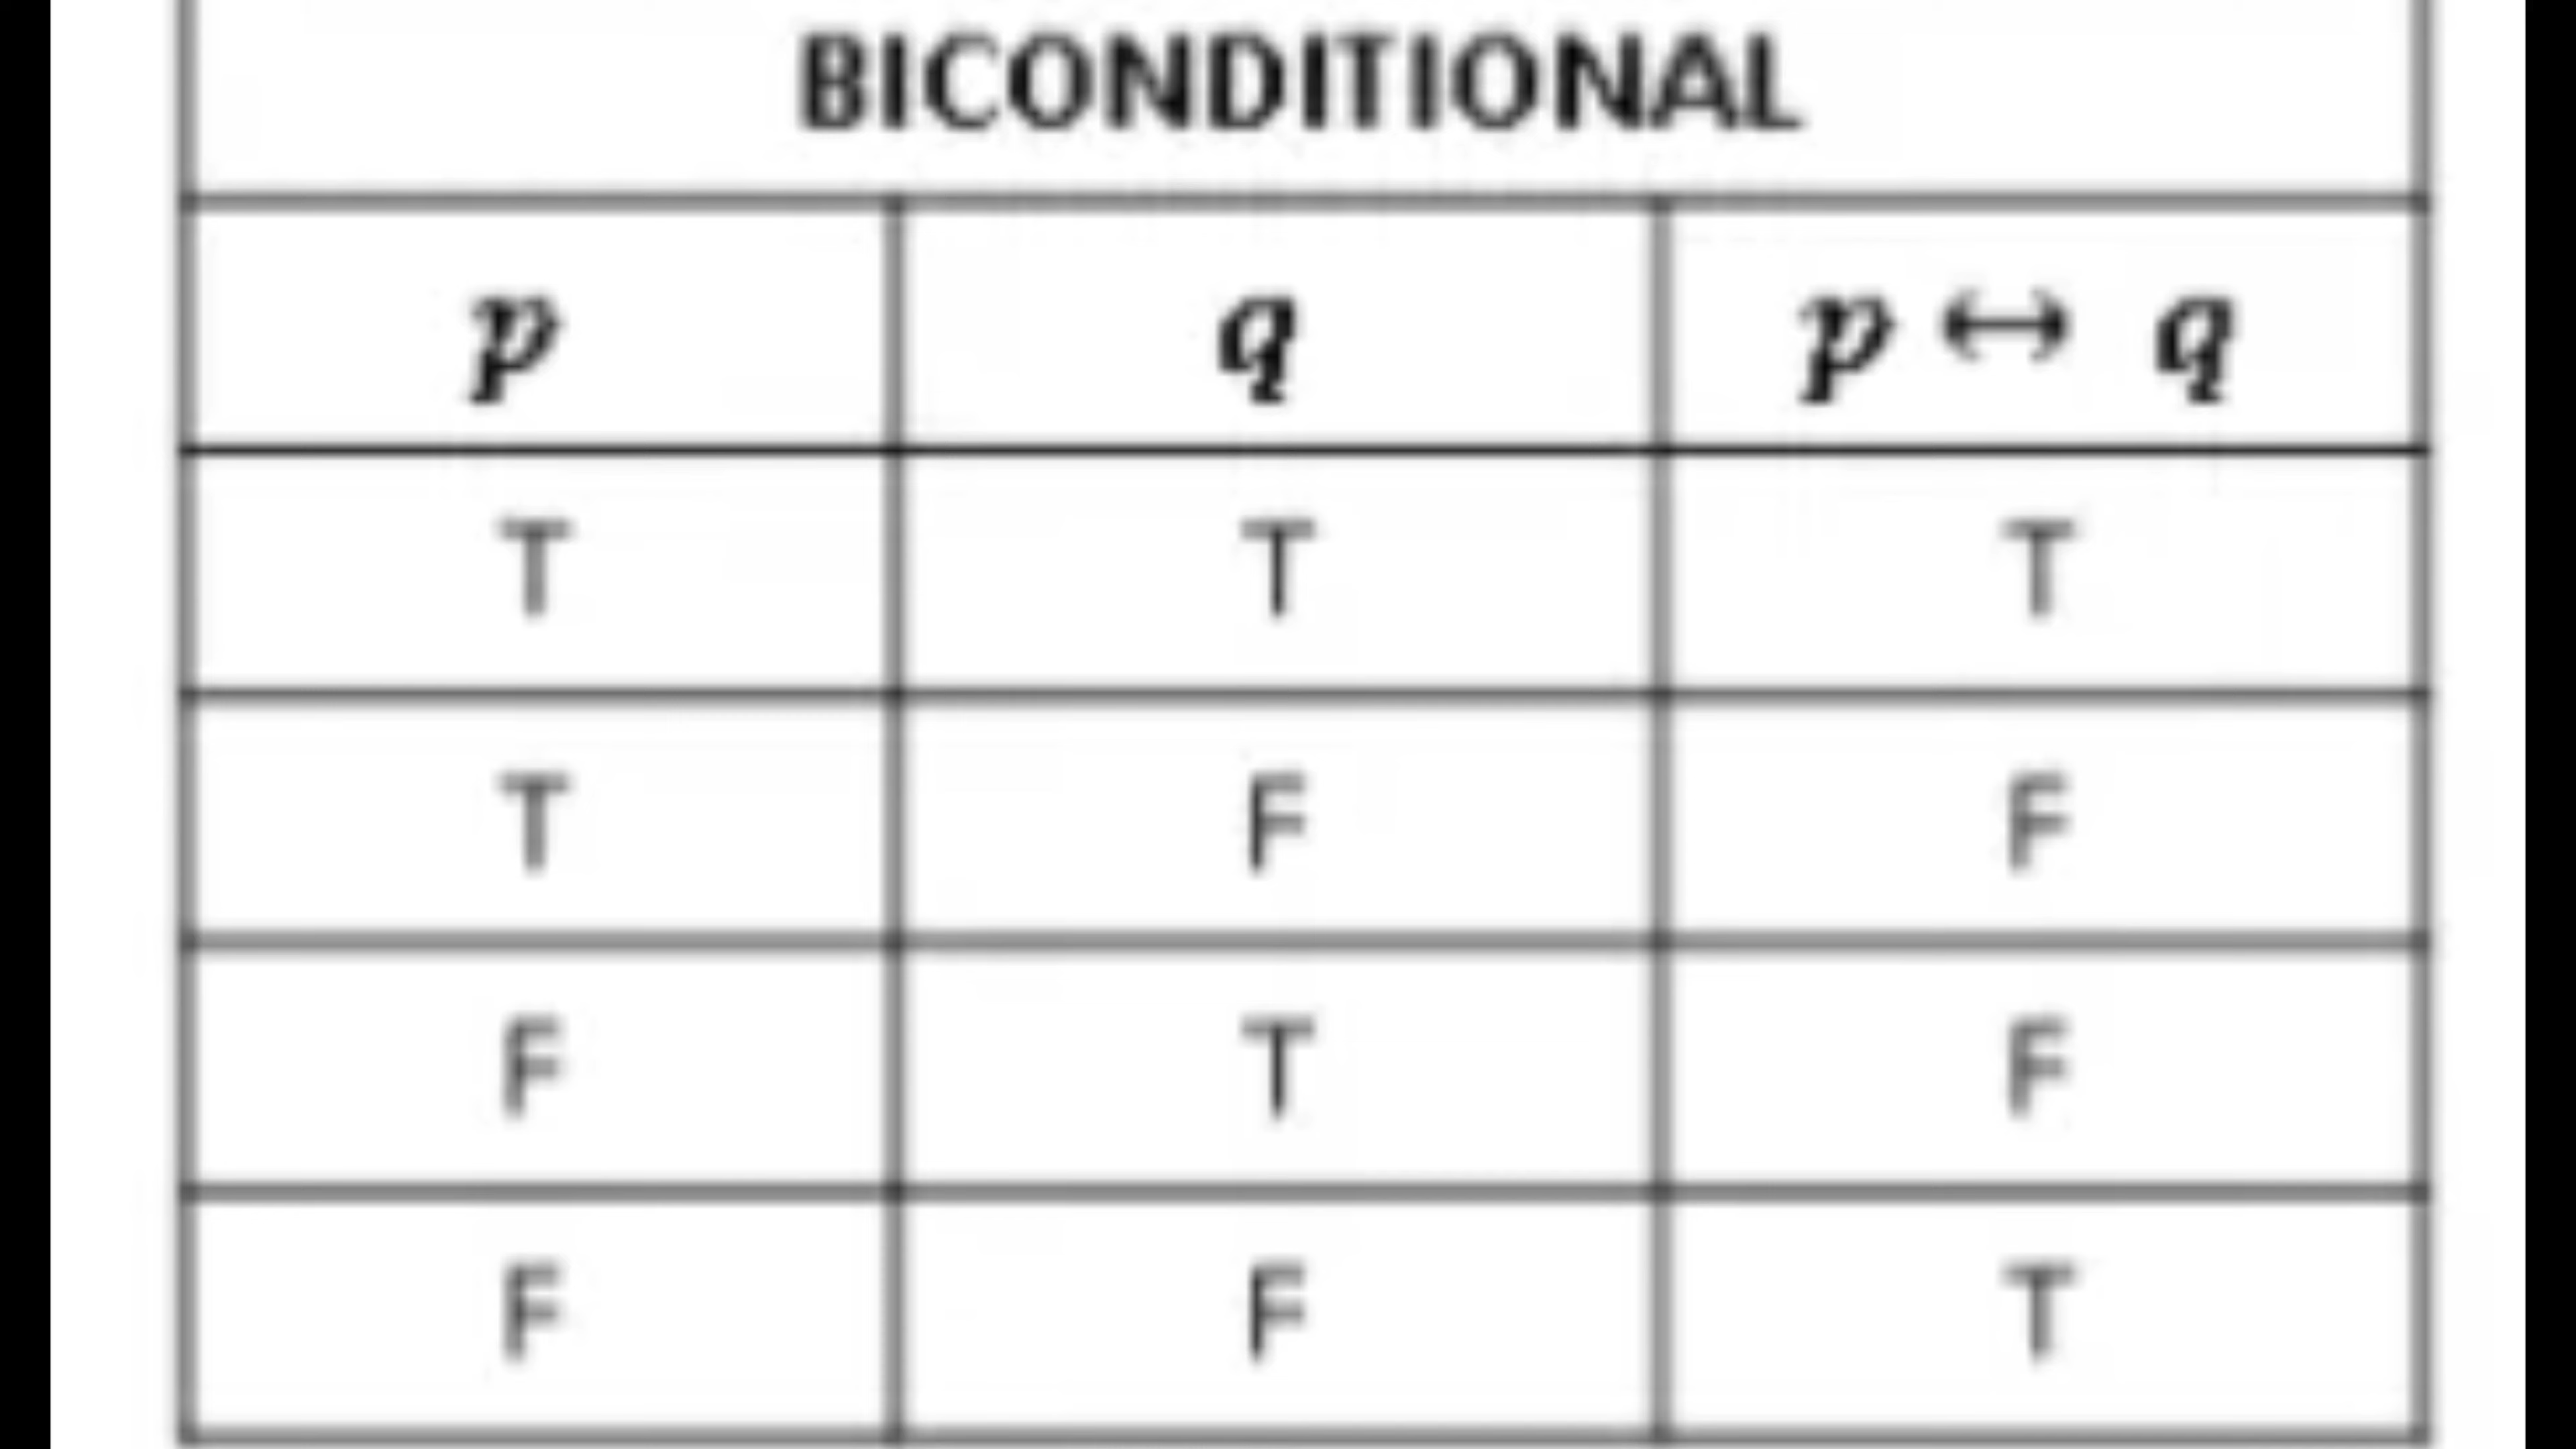 BICONDITIONAL
p q p ↔ q
T T T
T F F
F T F
F F T